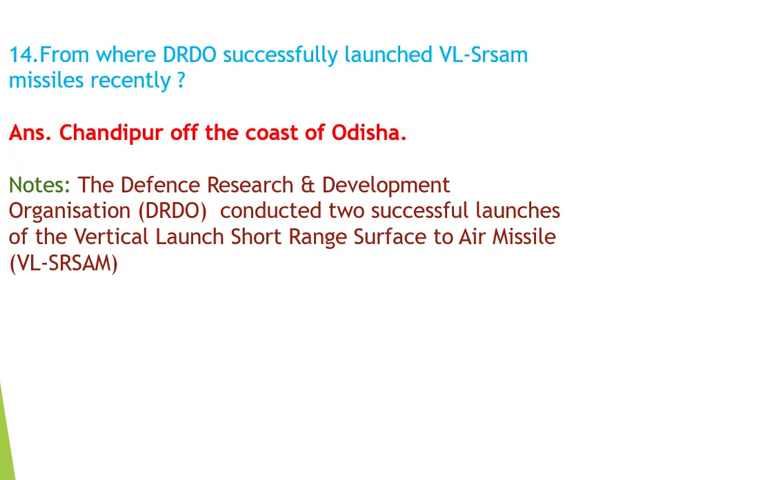 14.From where DRDO successfully launched VL-Srsam
missiles recently ?
Ans. Chandipur off the coast of Odisha.
Notes: The Defence Research & Development
Organisation (DRDO)  conducted two successful launches
of the Vertical Launch Short Range Surface to Air Missile
(VL-SRSAM)